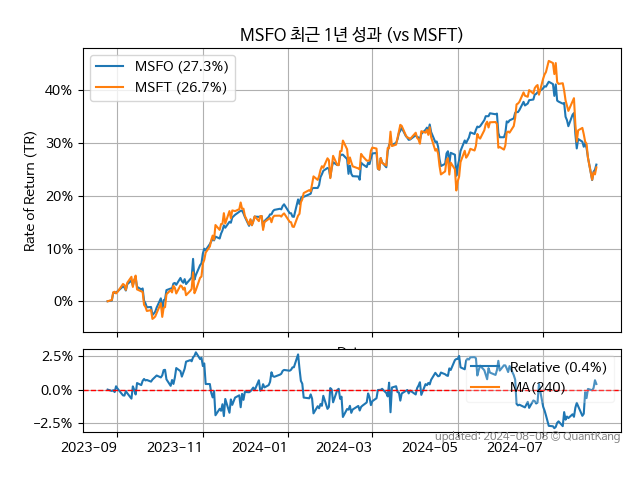 MSFO 최근 1년 성과 (vs MSFT)
MSFO (27.3%)
MSFT (26.7%)
Rate of Return (TR)
40%
30%
20%
10%
0%
2.5%
0.0%
−2.5%
Relative (0.4%)
MA(240)
2023-09
2023-11
2024-01
2024-03
2024-05
2024-07
updated: 2024-08-08 © QuantKang